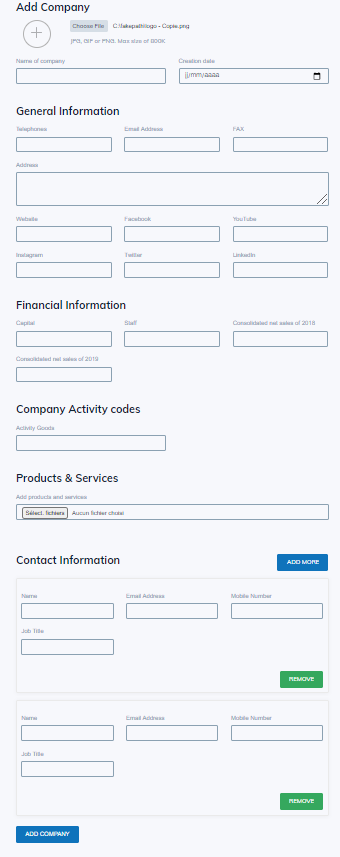 Add Company
Choose File C:\fakepath\logo - Copie.png
JPG, GIF or PNG. Max size of 800K
Name of company Creation date
jj/mm/aaaa
General Information
Telephones Email Address FAX
Address
Website Facebook YouTube
Instagram Twitter LinkedIn
Financial Information
Capital Staff Consolidated net sales of 2018
Consolidated net sales of 2019
Company Activity codes
Activity Goods
Products & Services
Add products and services
Sélect. fichiers Aucun fichier choisi
Contact Information ADD MORE
Name Email Address Mobile Number
Job Title
REMOVE
Name Email Address Mobile Number
Job Title
REMOVE
ADD COMPANY